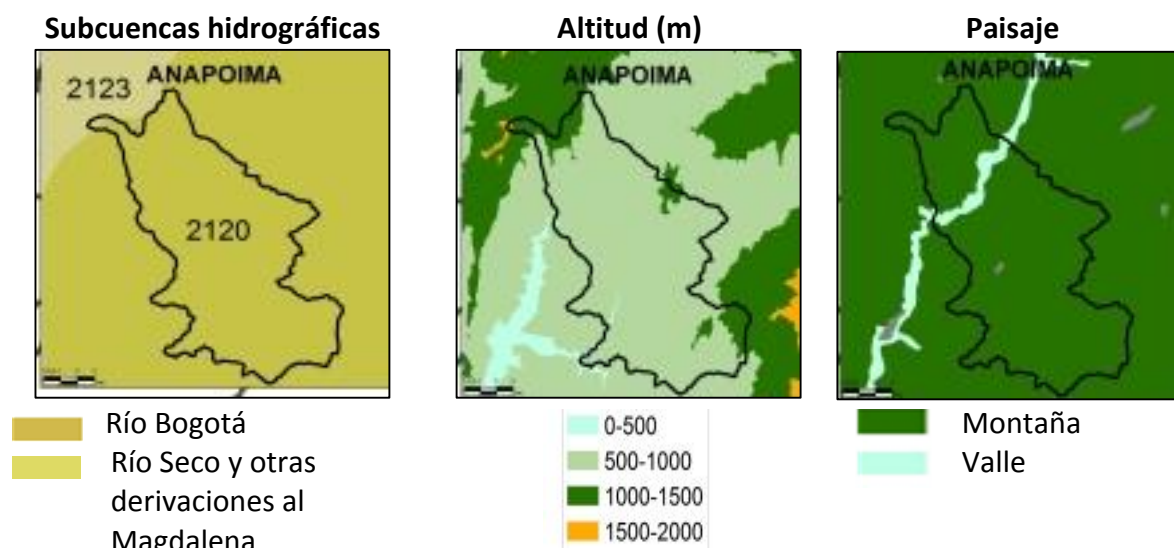 Subcuencas hidrográficas
ANAPOIMA
2123
2120
Río Bogotá
Río Seco y otras
derivaciones al
Magdalena
Altitud (m)
ANAPOIMA
0-500
500-1000
1000-1500
1500-2000
Paisaje
ANAPOIMA
Montaña
Valle